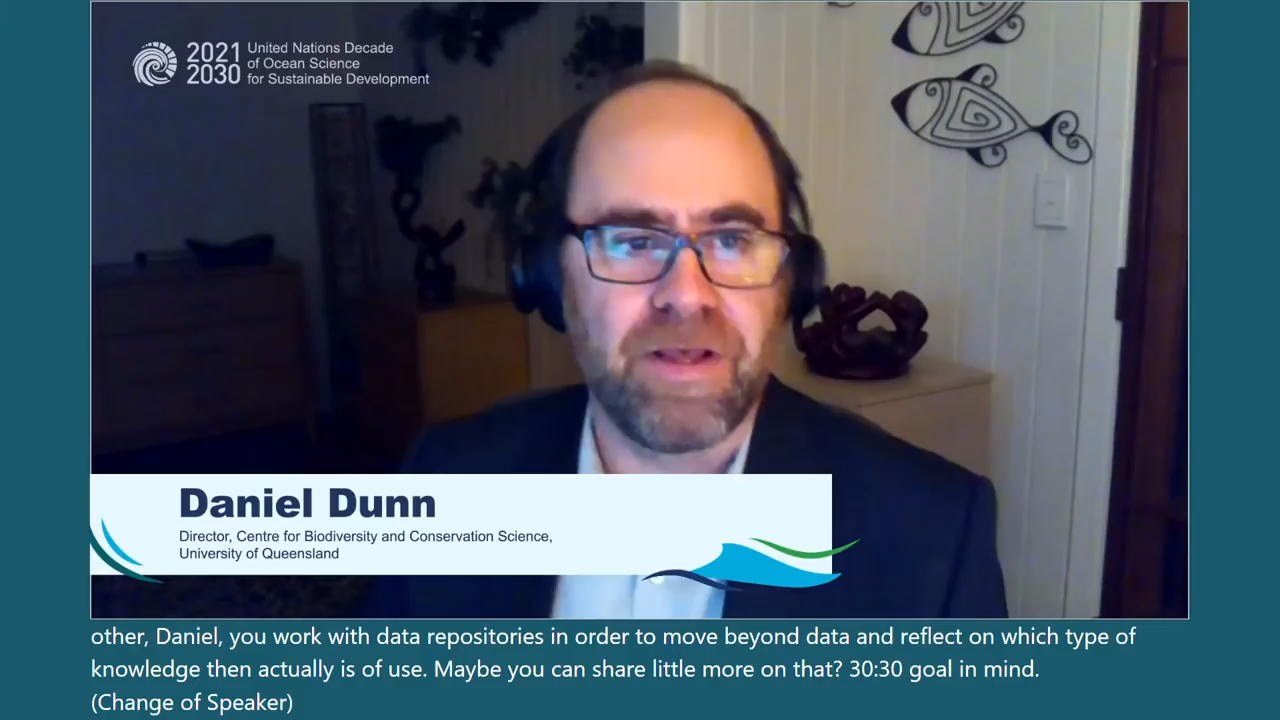 2021
2030
United Nations Decade
of Ocean Science
for Sustainable Development
Daniel Dunn
Director, Centre for Biodiversity and Conservation Science,
University of Queensland
other, Daniel, you work with data repositories in order to move beyond data and reflect on which type of
knowledge then actually is of use. Maybe you can share little more on that? 30:30 goal in mind.
(Change of Speaker)